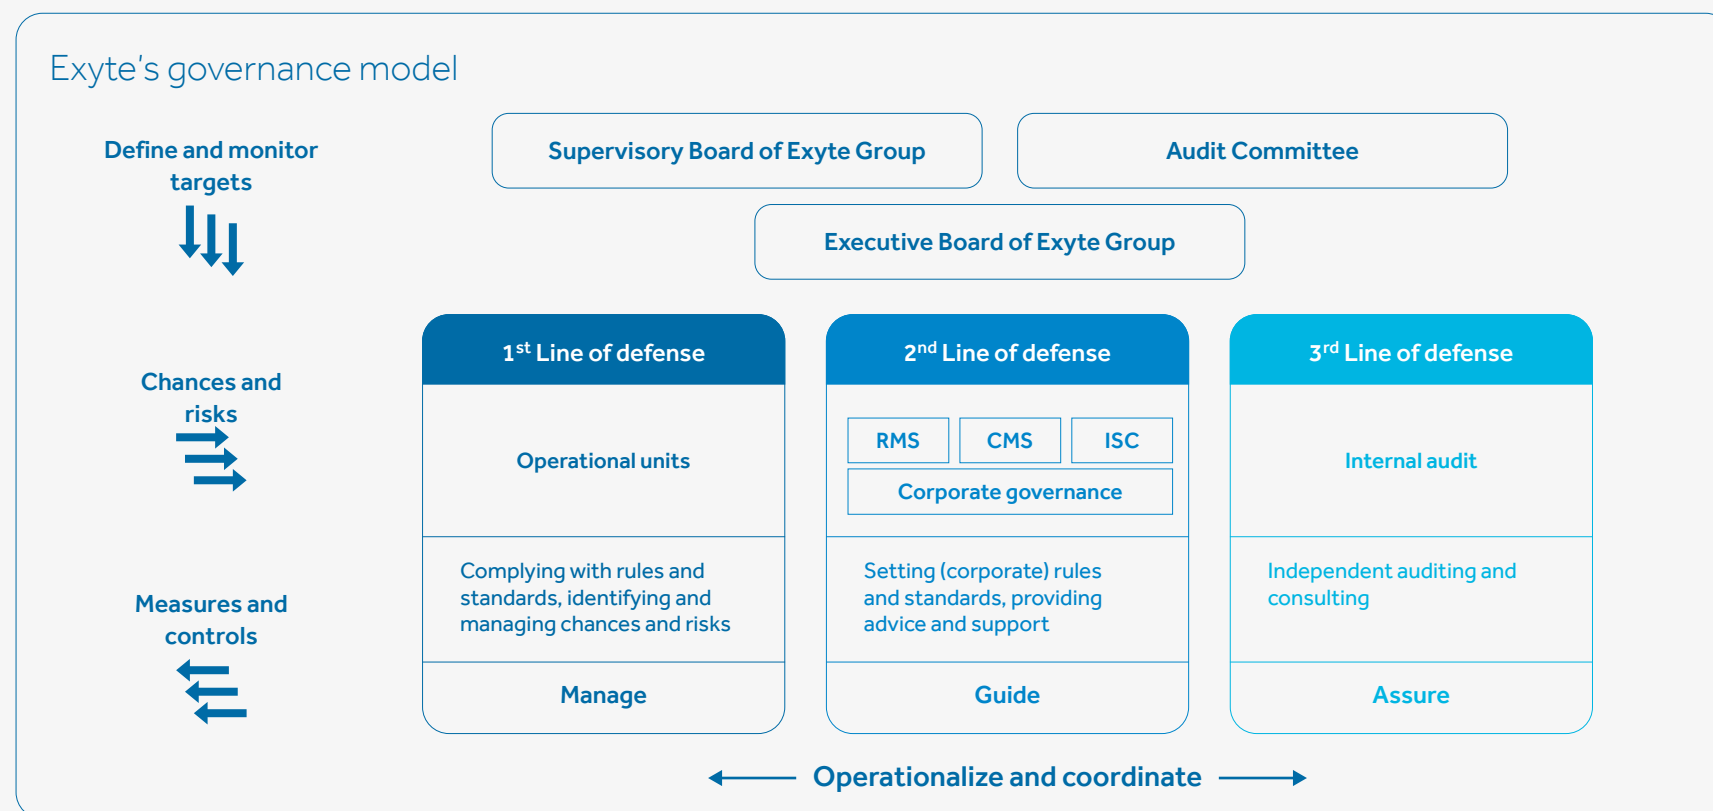 Exyte's governance model
Define and monitor
targets
Supervisory Board of Exyte Group
Audit Committee
Executive Board of Exyte Group
Chances and
risks
Measures and
controls
1st Line of defense
Operational units
Complying with rules and
standards, identifying and
managing chances and risks
Manage
2nd Line of defense
RMS
CMS
ISC
Corporate governance
Setting (corporate) rules
and standards, providing
advice and support
Guide
3rd Line of defense
Internal audit
Independent auditing and
consulting
Assure
Operationalize and coordinate